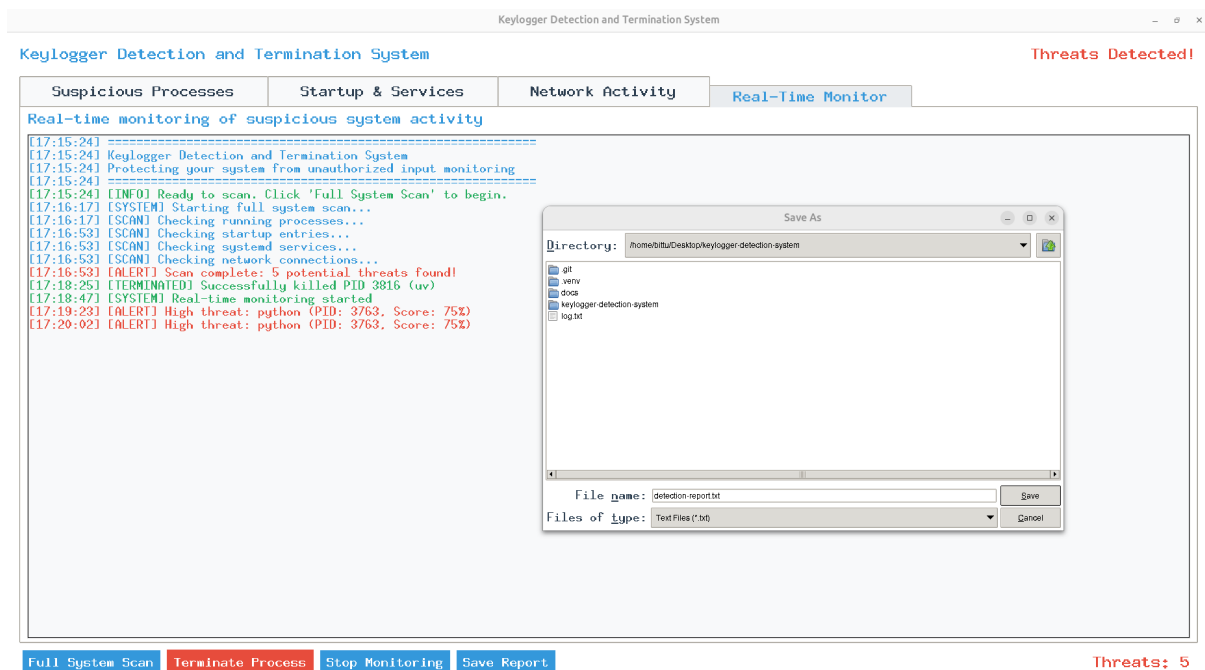 Keylogger Detection and Termination System
Keylogger Detection and Termination System
Threats Detected!
Suspicious Processes
Startup & Services
Network Activity
Real-Time Monitor
Real-time monitoring of suspicious system activity
[17:15:24] ============================================================
[17:15:24] Keylogger Detection and Termination System
[17:15:24] Protecting your system from unauthorized input monitoring
[17:15:24] ============================================================
[17:15:24] [INFO] Ready to scan. Click 'Full System Scan' to begin.
[17:16:17] [SYSTEM] Starting full system scan...
[17:16:17] [SCAN] Checking running processes...
[17:16:53] [SCAN] Checking startup entries...
[17:16:53] [SCAN] Checking systemd services...
[17:16:53] [SCAN] Checking network connections...
[17:16:53] [ALERT] Scan complete: 5 potential threats found!
[17:18:25] [TERMINATED] Successfully killed PID 3816 (uv)
[17:18:47] [SYSTEM] Real-time monitoring started
[17:19:23] [ALERT] High threat: python (PID: 3763, Score: 75%)
[17:20:02] [ALERT] High threat: python (PID: 3763, Score: 75%)
Save As
Directory: /home/bittu/Desktop/keylogger-detection-system
.git
.venv
docs
keylogger-detection-system
log.txt
File name: detection-report.txt
Save
Files of type: Text Files (*.txt)
Cancel
Full System Scan
Terminate Process
Stop Monitoring
Save Report
Threats: 5